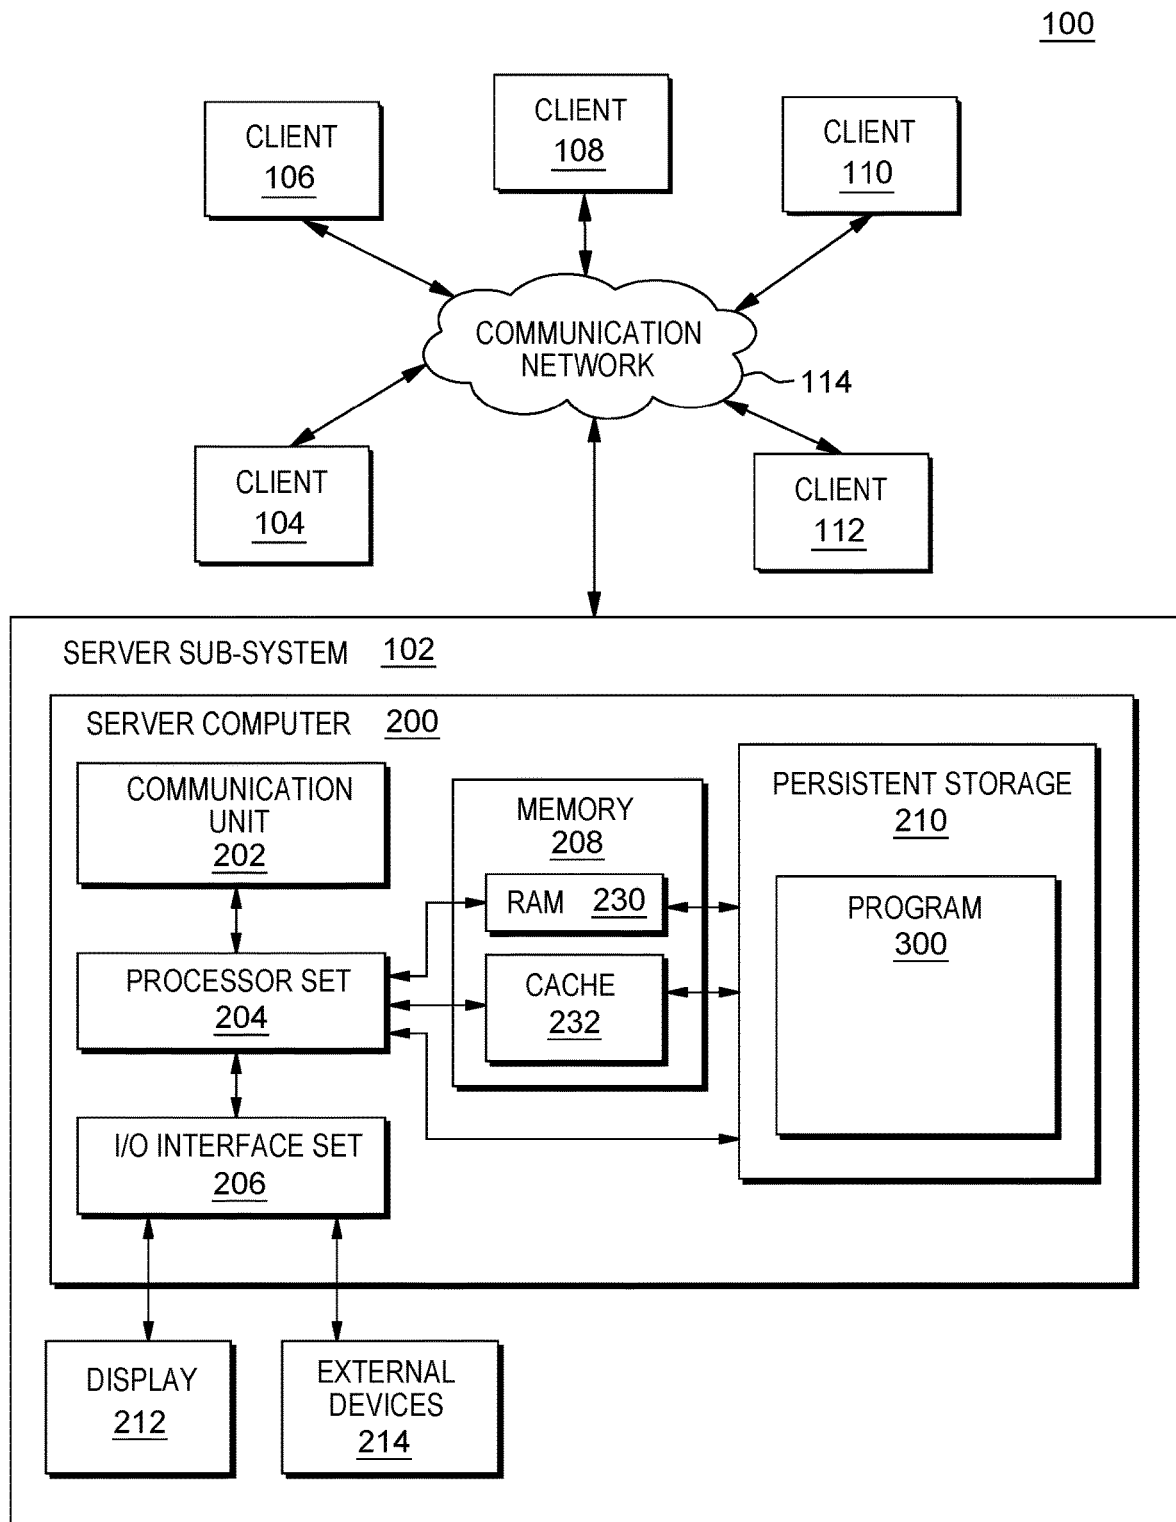 100
CLIENT
106
CLIENT
108
CLIENT
110
COMMUNICATION
NETWORK
114
CLIENT
104
CLIENT
112
SERVER SUB-SYSTEM 102
SERVER COMPUTER 200
COMMUNICATION
UNIT
202
PROCESSOR SET
204
I/O INTERFACE SET
206
MEMORY
208
RAM 230
CACHE
232
PERSISTENT STORAGE
210
PROGRAM
300
DISPLAY
212
EXTERNAL
DEVICES
214